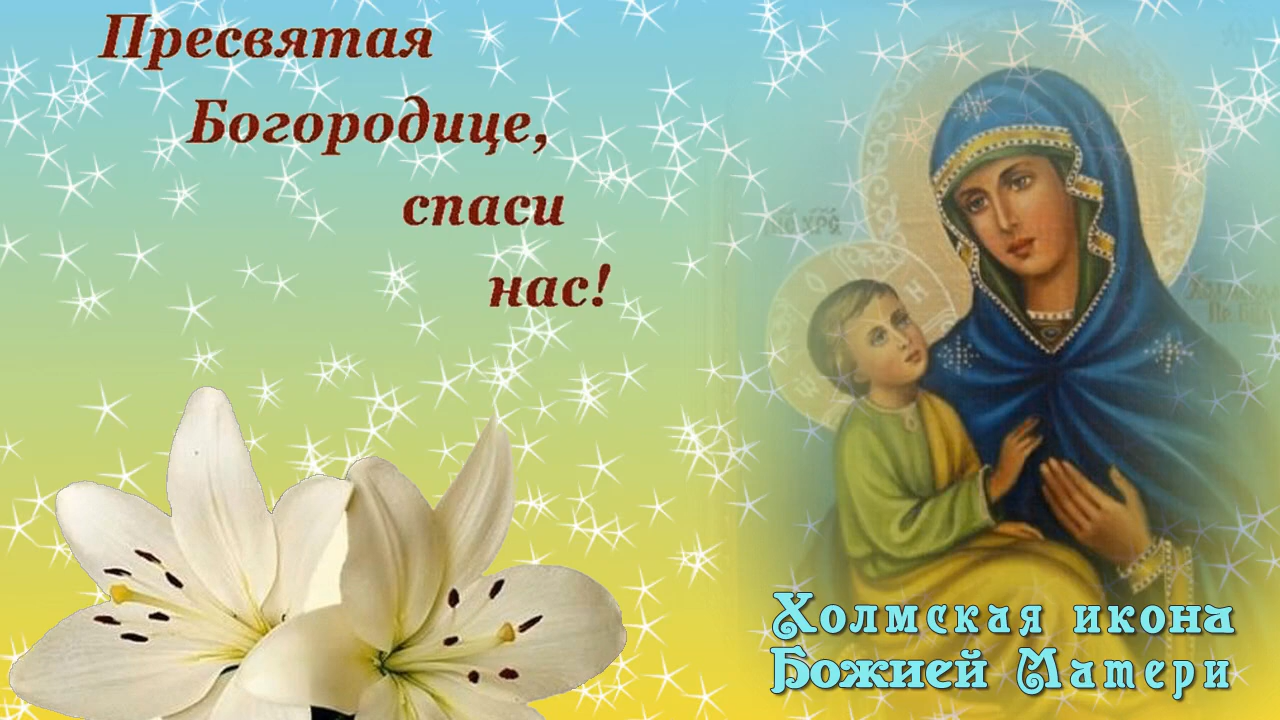 Пресвятая
Богородице,
спаси
нас!
Холмская икона
Божией Матери